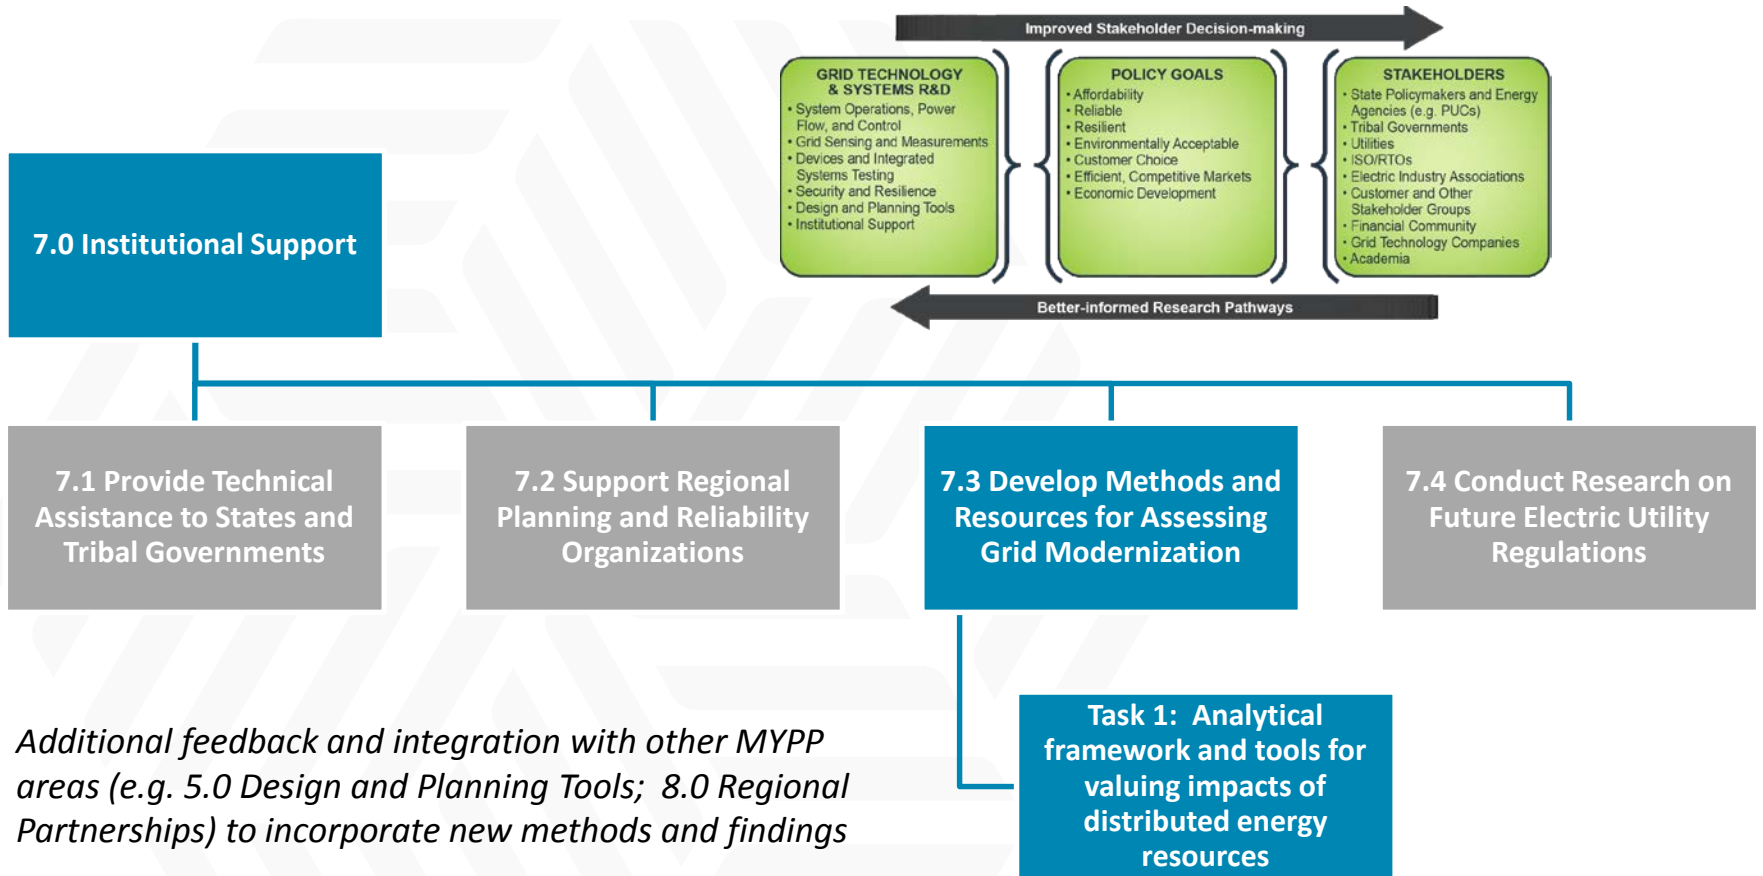 Improved Stakeholder Decision-making
GRID TECHNOLOGY
& SYSTEMS R&D
• System Operations, Power
Flow, and Control
• Grid Sensing and Measurements
• Devices and Integrated
Systems Testing
• Security and Resilience
• Design and Planning Tools
• Institutional Support
POLICY GOALS
• Affordability
• Reliable
• Resilient
• Environmentally Acceptable
• Customer Choice
• Efficient, Competitive Markets
• Economic Development
STAKEHOLDERS
• State Policymakers and Energy
Agencies (e.g. PUCs)
• Tribal Governments
• Utilities
• ISO/RTOs
• Electric Industry Associations
• Customer and Other
Stakeholder Groups
• Financial Community
• Grid Technology Companies
• Academia
Better-informed Research Pathways
7.0 Institutional Support
7.1 Provide Technical
Assistance to States and
Tribal Governments
7.2 Support Regional
Planning and Reliability
Organizations
7.3 Develop Methods and
Resources for Assessing
Grid Modernization
7.4 Conduct Research on
Future Electric Utility
Regulations
Task 1:  Analytical
framework and tools for
valuing impacts of
distributed energy
resources
Additional feedback and integration with other MYPP
areas (e.g. 5.0 Design and Planning Tools;  8.0 Regional
Partnerships) to incorporate new methods and findings